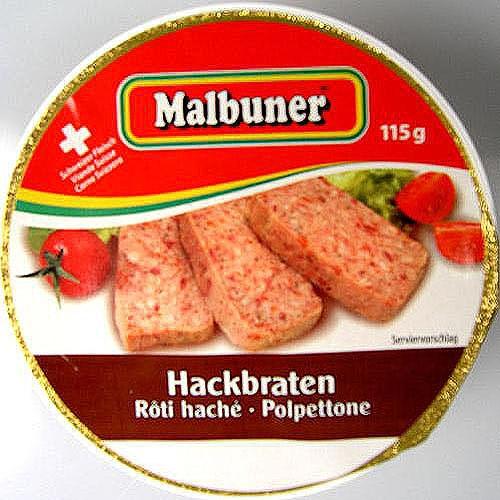 Malbuner
115g
Schweizer Fleisch
Viande Suisse
Carne Svizzera
Serviervorschlag
Hackbraten
Rôti haché · Polpettone